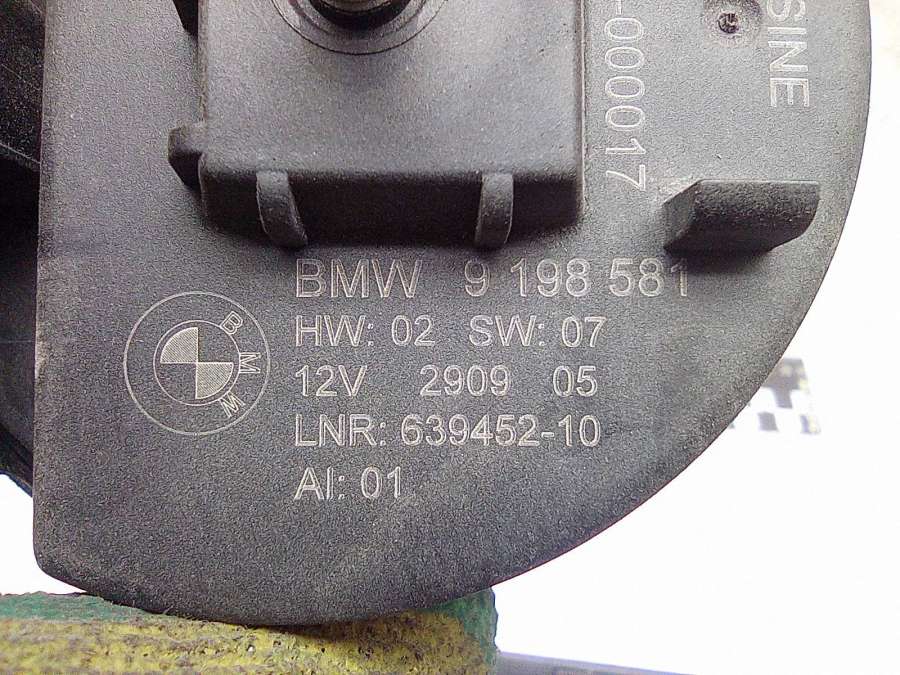 SINE
-000017
BMW 9 198 581
HW: 02 SW: 07
12V 2909 05
LNR: 639452-10
AI: 01
BMW